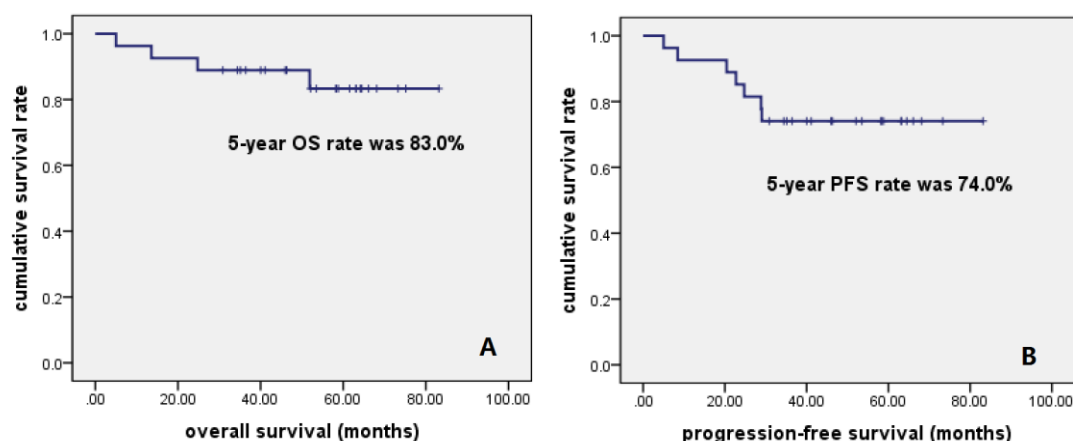 cumulative survival rate
1.0
0.8
0.6
0.4
0.2
0.0
5-year OS rate was 83.0%
A
.00 20.00 40.00 60.00 80.00 100.00
overall survival (months)
cumulative survival rate
1.0
0.8
0.6
0.4
0.2
0.0
5-year PFS rate was 74.0%
B
.00 20.00 40.00 60.00 80.00 100.00
progression-free survival (months)